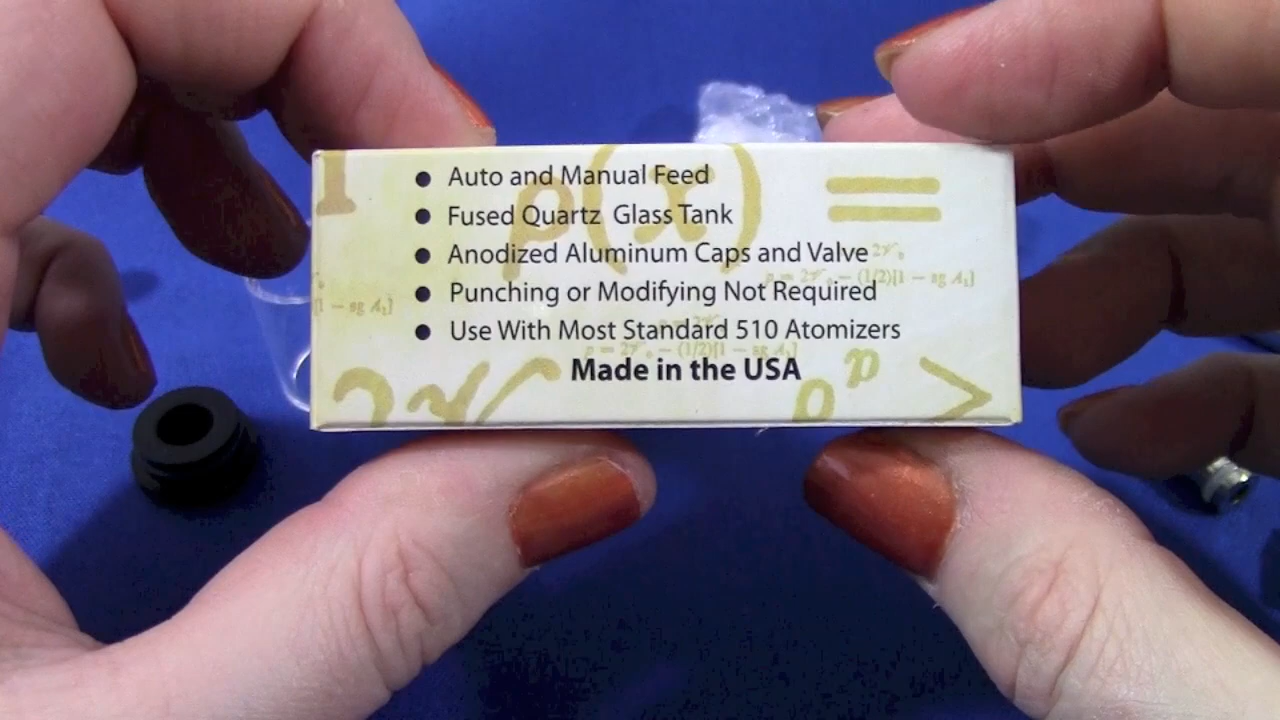 Auto and Manual Feed
Fused Quartz Glass Tank
Anodized Aluminum Caps and Valve
Punching or Modifying Not Required
Use With Most Standard 510 Atomizers
Made in the USA